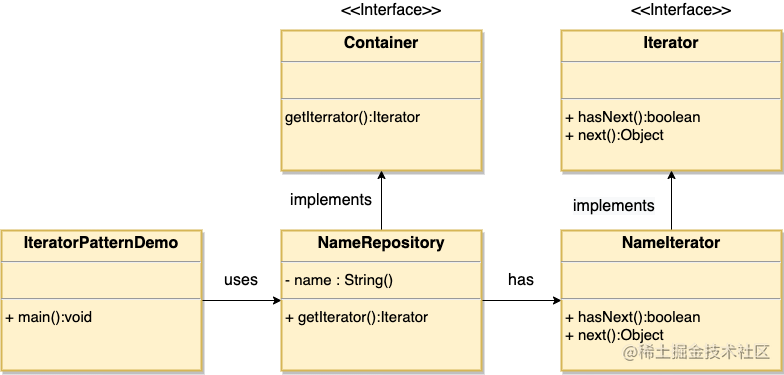 <<Interface>>
<<Interface>>
Container
Iterator
getIterrator():Iterator
+ hasNext():boolean
+ next():Object
implements
implements
IteratorPatternDemo
NameRepository
NameIterator
- name : String()
uses
has
+ main():void
+ getIterator():Iterator
+ hasNext():boolean
+ next():Object
@稀土掘金技术社区